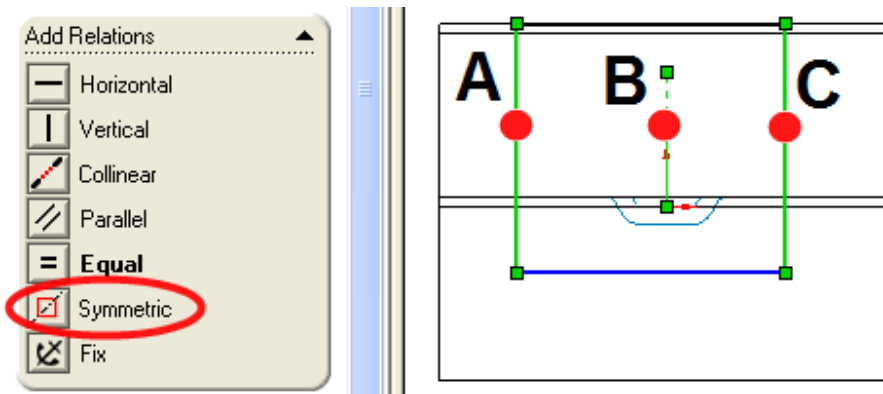 Add Relations
Horizontal
Vertical
Collinear
Parallel
Equal
Symmetric
Fix
A B C